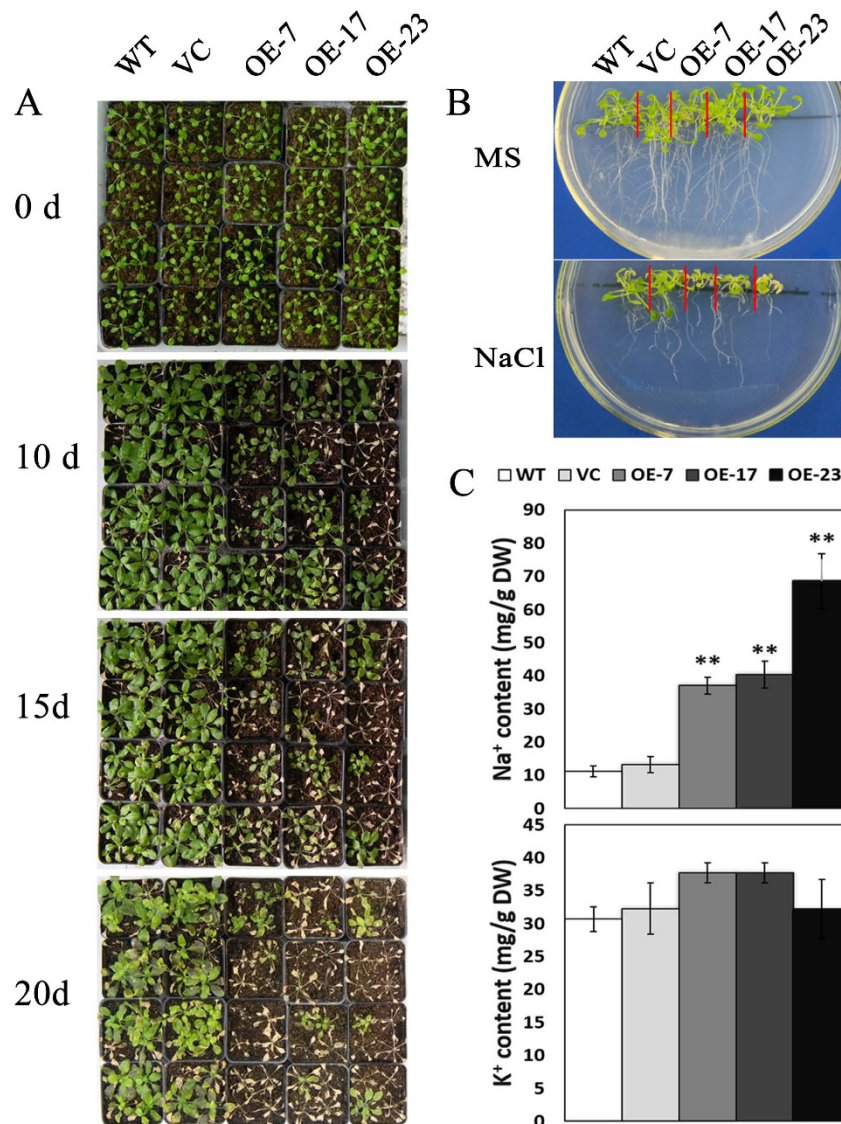 WT VC OE-7 OE-17 OE-23
A
0 d
10 d
15d
20d
WT VC OE-7 OE-17 OE-23
B
MS
NaCl
C
WT VC OE-7 OE-17 OE-23
90
80
70
60
50
40
30
20
10
0
Na⁺ content (mg/g DW)
**
**
**
45
40
35
30
25
20
15
10
5
0
K⁺ content (mg/g DW)